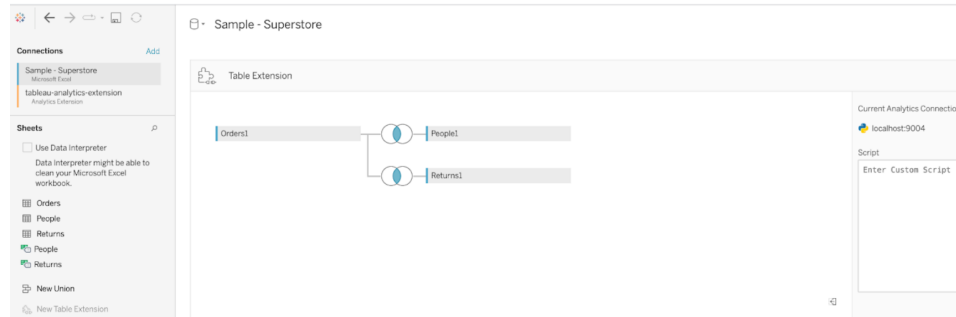 Sample - Superstore
Connections
Add
Sample - Superstore
Microsoft Excel
tableau-analytics-extension
Analytics Extension
Sheets
Use Data Interpreter
Data Interpreter might be able to
clean your Microsoft Excel
workbook.
Orders
People
Returns
People
Returns
New Union
New Table Extension
Table Extension
Orders1
People1
Returns1
Current Analytics Connectio
localhost:9004
Script
Enter Custom Script